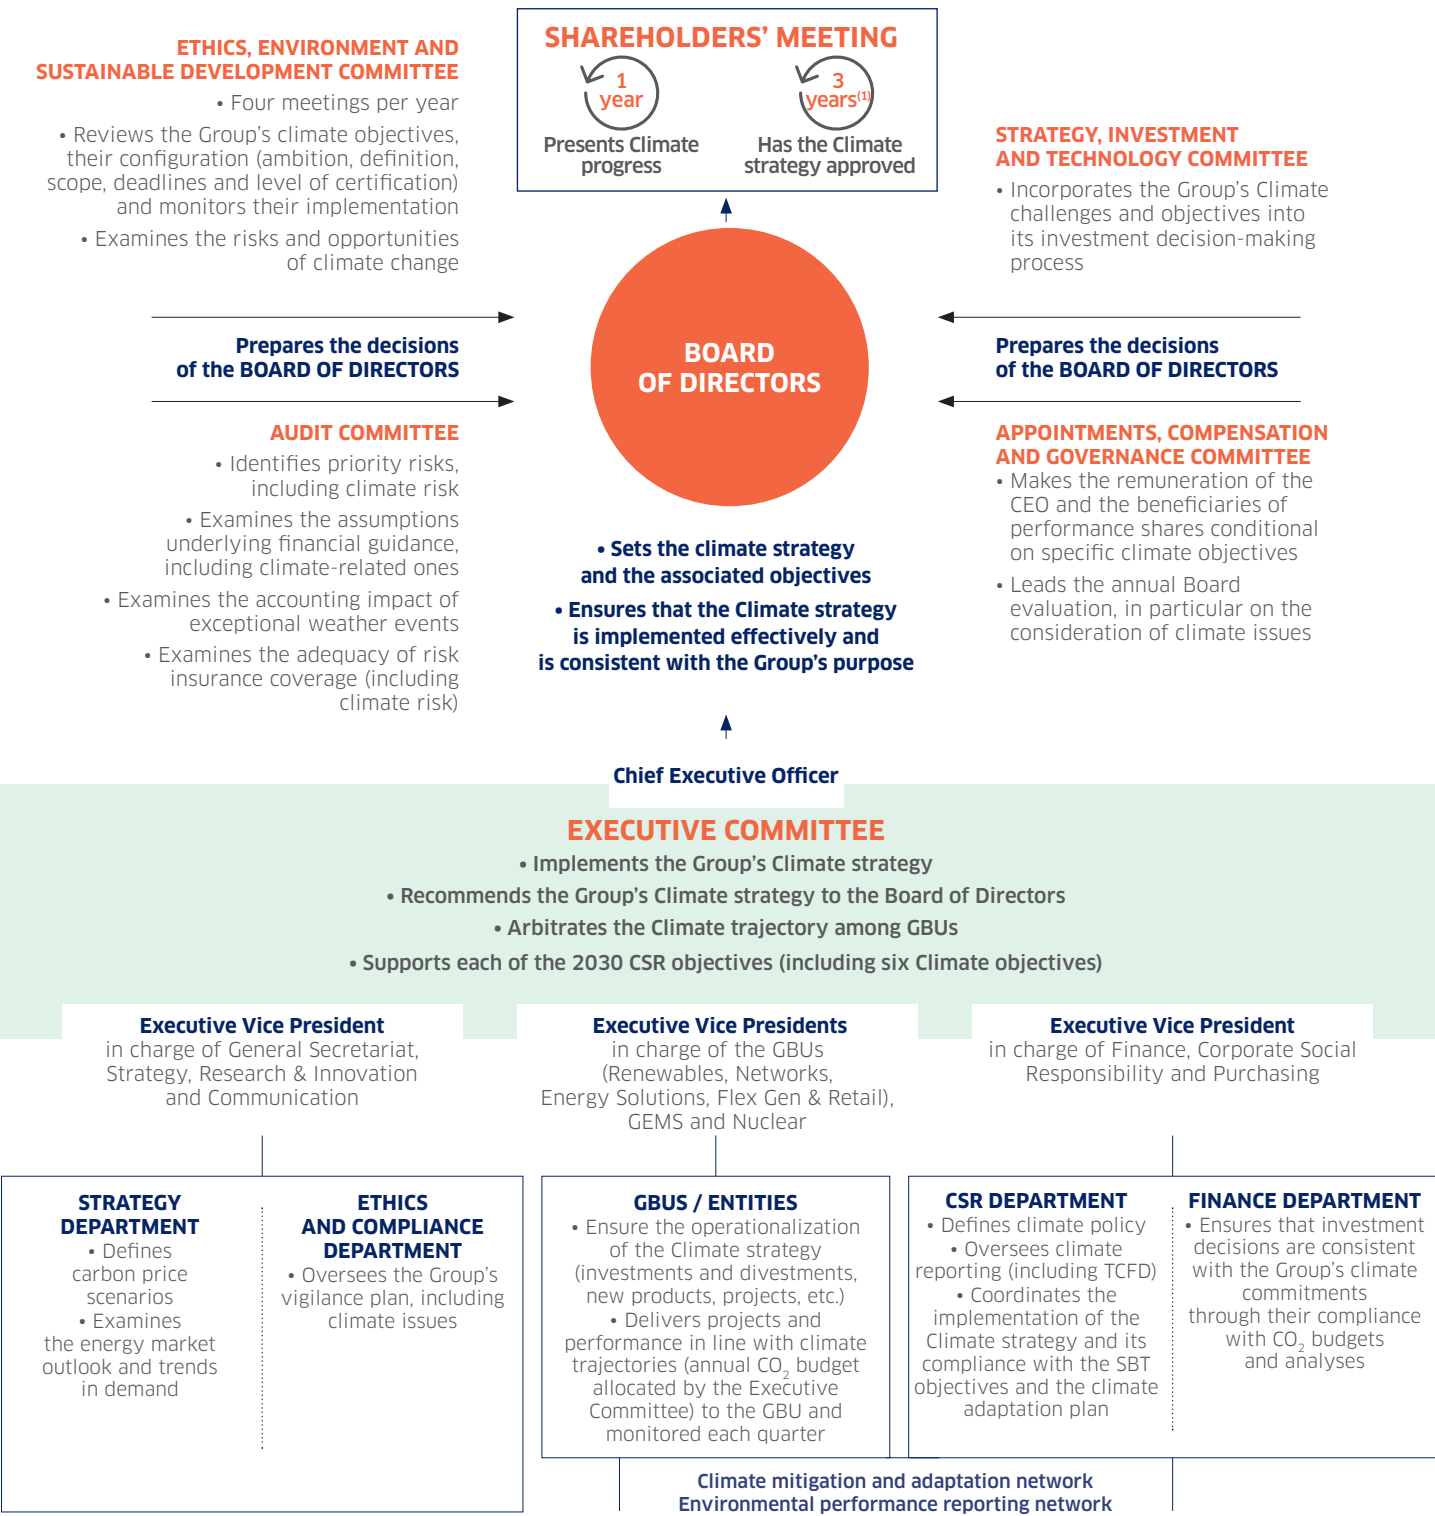 SHAREHOLDERS' MEETING
1
year
Presents Climate
progress
3
years(1)
Has the Climate
strategy approved
ETHICS, ENVIRONMENT AND
SUSTAINABLE DEVELOPMENT COMMITTEE
• Four meetings per year
• Reviews the Group's climate objectives,
their configuration (ambition, definition,
scope, deadlines and level of certification)
and monitors their implementation
• Examines the risks and opportunities
of climate change
Prepares the decisions
of the BOARD OF DIRECTORS
AUDIT COMMITTEE
• Identifies priority risks,
including climate risk
• Examines the assumptions
underlying financial guidance,
including climate-related ones
• Examines the accounting impact of
exceptional weather events
• Examines the adequacy of risk
insurance coverage (including
climate risk)
BOARD
OF DIRECTORS
• Sets the climate strategy
and the associated objectives
• Ensures that the Climate strategy
is implemented effectively and
is consistent with the Group's purpose
STRATEGY, INVESTMENT
AND TECHNOLOGY COMMITTEE
• Incorporates the Group's Climate
challenges and objectives into
its investment decision-making
process
Prepares the decisions
of the BOARD OF DIRECTORS
APPOINTMENTS, COMPENSATION
AND GOVERNANCE COMMITTEE
• Makes the remuneration of the
CEO and the beneficiaries of
performance shares conditional
on specific climate objectives
• Leads the annual Board
evaluation, in particular on the
consideration of climate issues
Chief Executive Officer
EXECUTIVE COMMITTEE
• Implements the Group's Climate strategy
• Recommends the Group's Climate strategy to the Board of Directors
• Arbitrates the Climate trajectory among GBUs
• Supports each of the 2030 CSR objectives (including six Climate objectives)
Executive Vice President
in charge of General Secretariat,
Strategy, Research & Innovation
and Communication
Executive Vice Presidents
in charge of the GBUs
(Renewables, Networks,
Energy Solutions, Flex Gen & Retail),
GEMS and Nuclear
Executive Vice President
in charge of Finance, Corporate Social
Responsibility and Purchasing
STRATEGY
DEPARTMENT
• Defines
carbon price
scenarios
• Examines
the energy market
outlook and trends
in demand
ETHICS
AND COMPLIANCE
DEPARTMENT
• Oversees the Group's
vigilance plan, including
climate issues
GBUS / ENTITIES
• Ensure the operationalization
of the Climate strategy
(investments and divestments,
new products, projects, etc.)
• Delivers projects and
performance in line with climate
trajectories (annual CO2 budget
allocated by the Executive
Committee) to the GBU and
monitored each quarter
CSR DEPARTMENT
• Defines climate policy
• Oversees climate
reporting (including TCFD)
• Coordinates the
implementation of the
Climate strategy and its
compliance with the SBT
objectives and the climate
adaptation plan
FINANCE DEPARTMENT
• Ensures that investment
decisions are consistent
with the Group's climate
commitments
through their compliance
with CO2 budgets
and analyses
Climate mitigation and adaptation network
Environmental performance reporting network